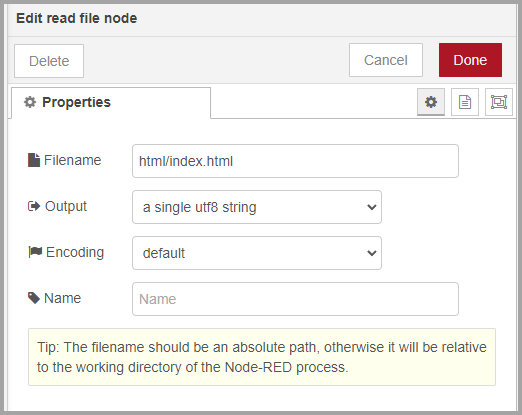 Edit read file node
Delete
Cancel
Done
Properties
Filename
html/index.html
Output
a single utf8 string
Encoding
default
Name
Name
Tip: The filename should be an absolute path, otherwise it will be relative
to the working directory of the Node-RED process.